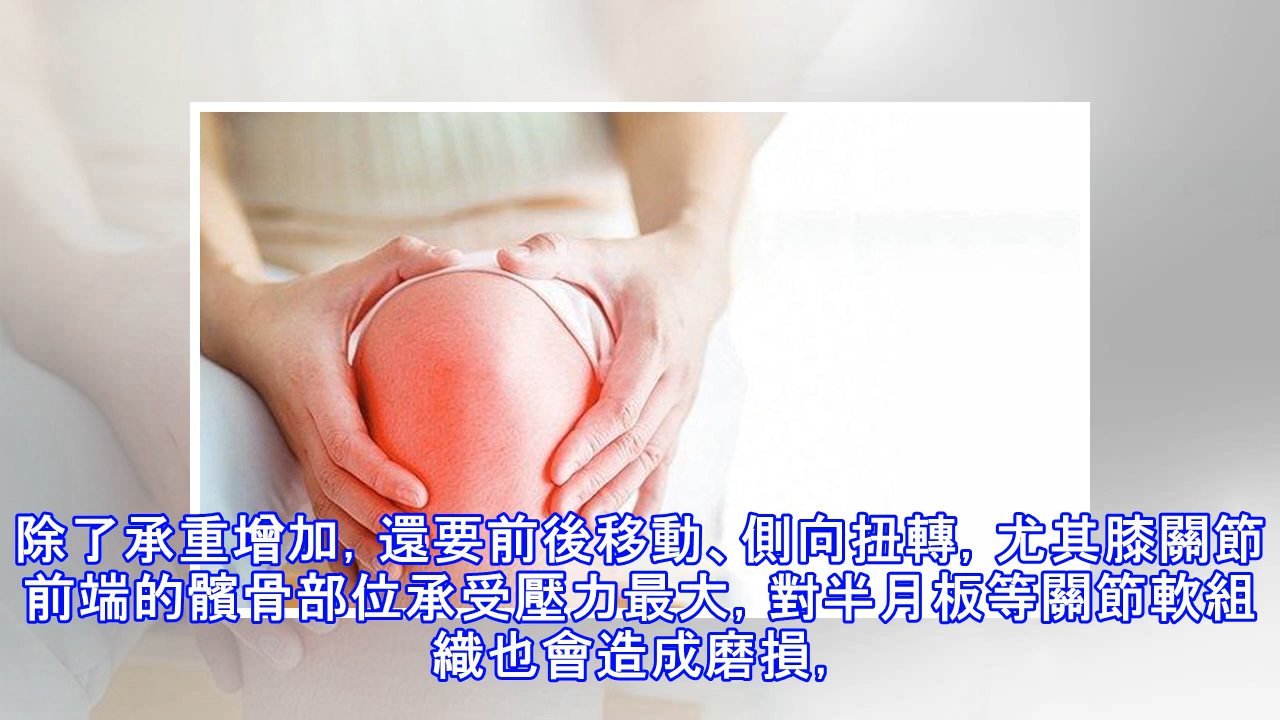 除了承重增加, 還要前後移動、側向扭轉, 尤其膝關節
前端的髕骨部位承受壓力最大, 對半月板等關節軟組
織也會造成磨損,